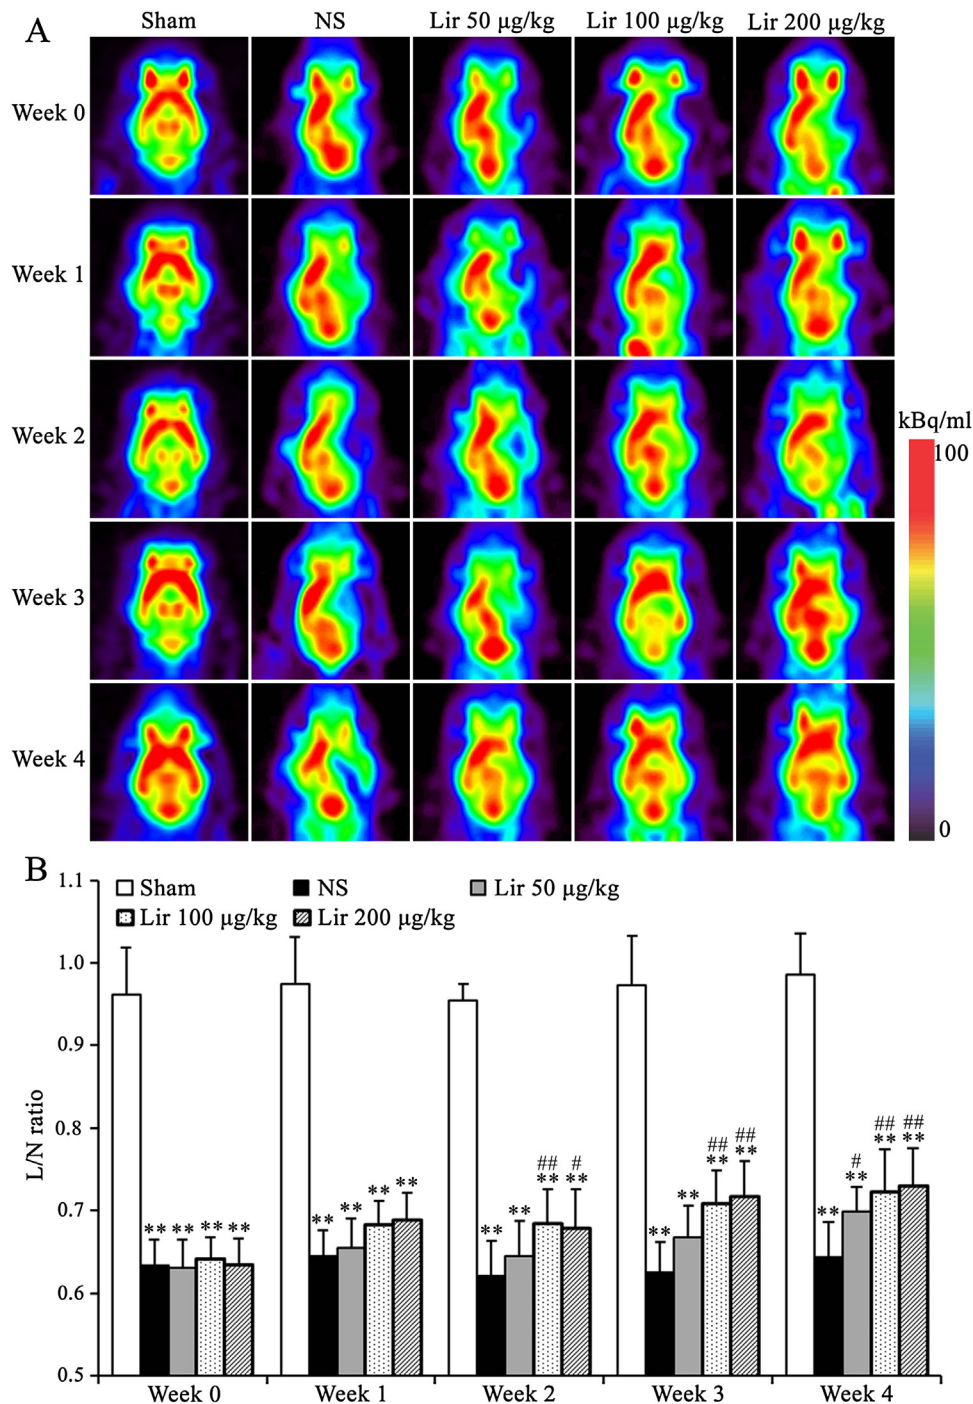 A
Sham NS Lir 50 µg/kg Lir 100 µg/kg Lir 200 µg/kg
Week 0
Week 1
Week 2
kBq/ml
100
Week 3
Week 4
0
B
1.1
Sham NS Lir 50 µg/kg
Lir 100 µg/kg Lir 200 µg/kg
1.0
0.9
L/N ratio
0.8
## ##
## ** **
# ** **
## # **
** **
** **
** **
** **
**
0.7
** **
**
**
** ** ** **
0.6
0.5
Week 0 Week 1 Week 2 Week 3 Week 4